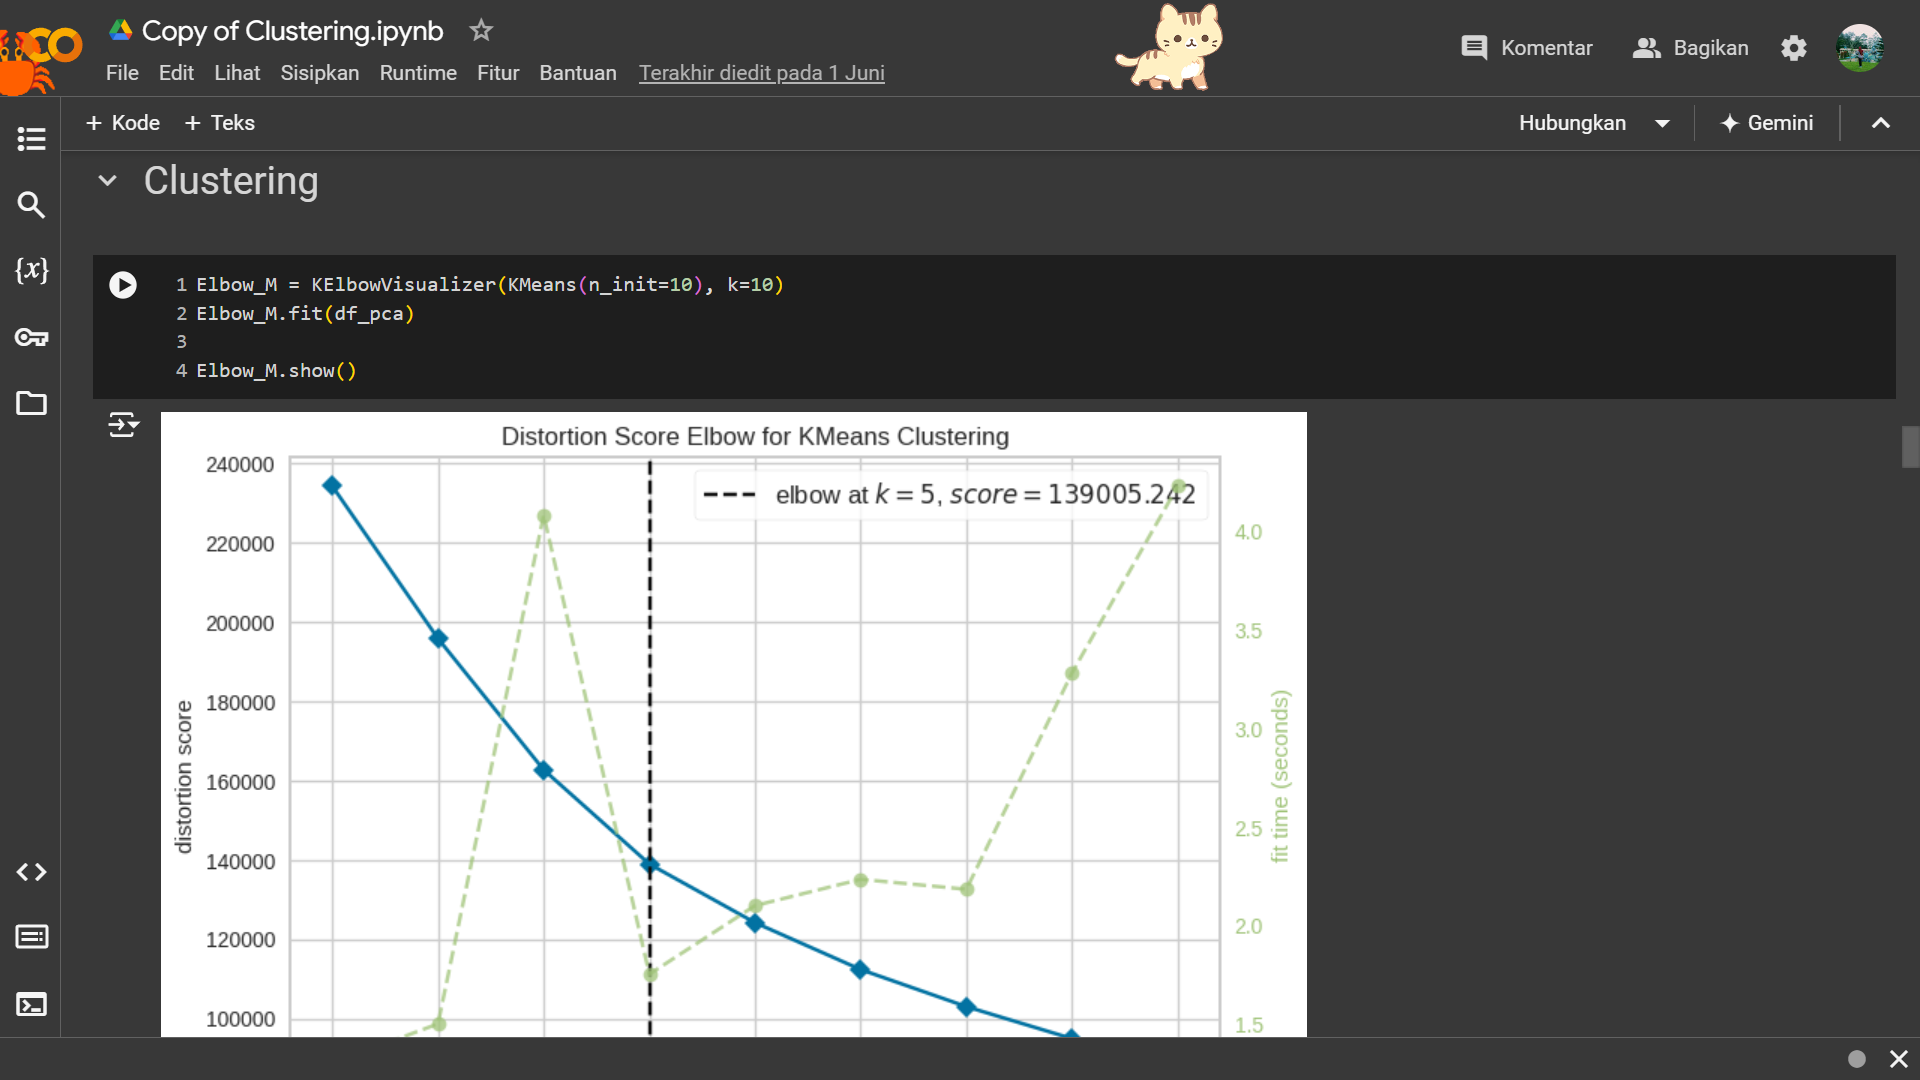 CO
Copy of Clustering.ipynb
File Edit Lihat Sisipkan Runtime Fitur Bantuan Terakhir diedit pada 1 Juni
Komentar Bagikan
+ Kode + Teks
Hubungkan Gemini
{x}
Clustering
1 Elbow_M = KElbowVisualizer(KMeans(n_init=10), k=10)
2 Elbow_M.fit(df_pca)
3
4 Elbow_M.show()
Distortion Score Elbow for KMeans Clustering
elbow at k = 5, score = 139005.242
240000
220000
200000
180000
160000
140000
120000
100000
distortion score
4.0
3.5
3.0
2.5
2.0
1.5
fit time (seconds)